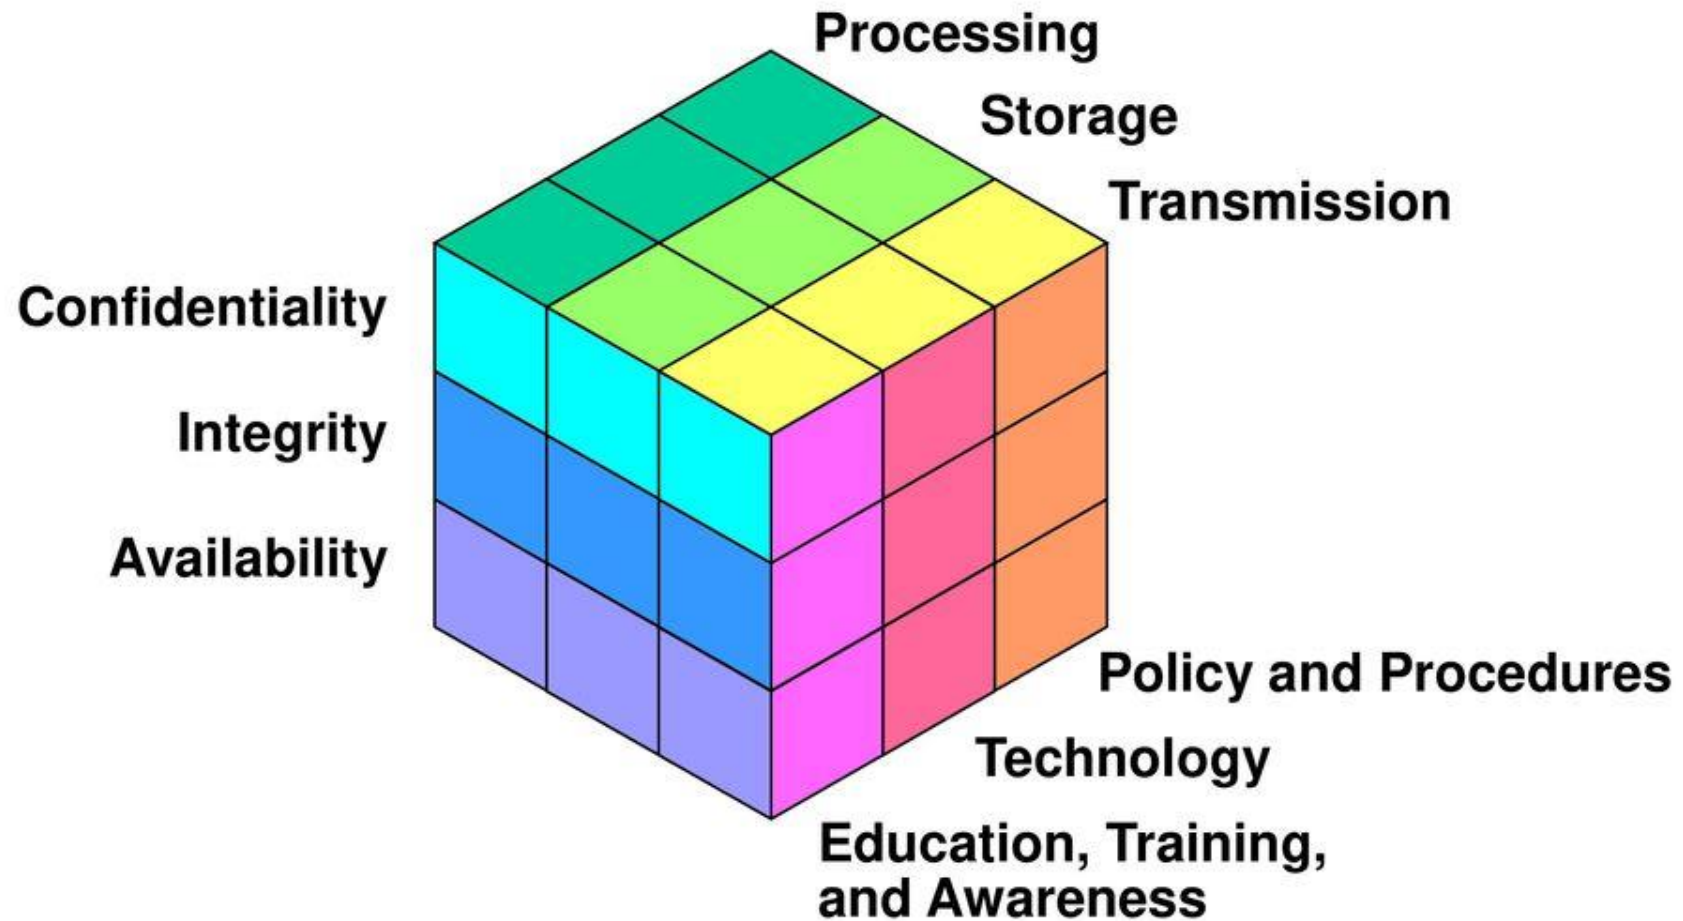 Processing
Storage
Transmission
Confidentiality
Integrity
Availability
Policy and Procedures
Technology
Education, Training,
and Awareness